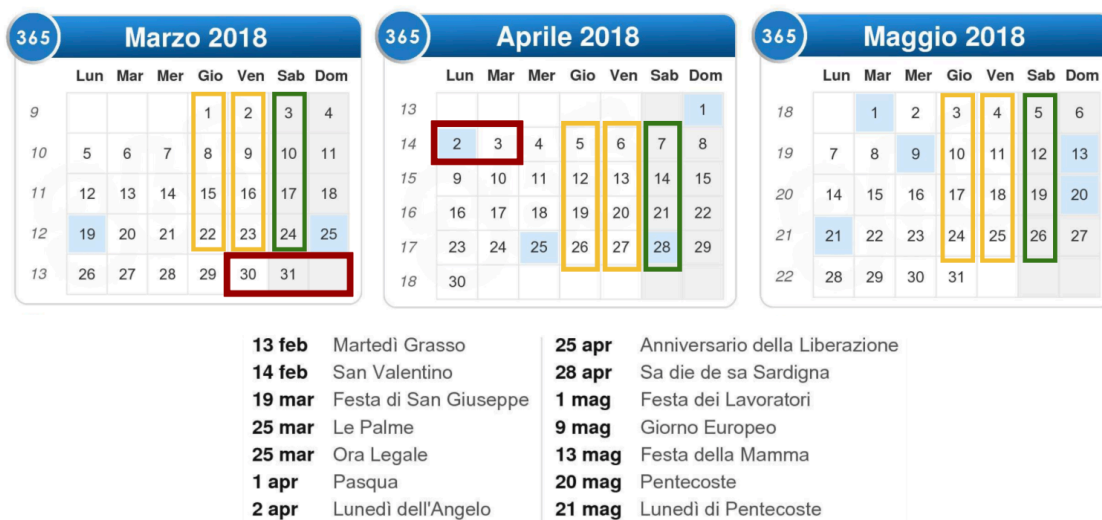 365 Marzo 2018
Lun Mar Mer Gio Ven Sab Dom
9 1 2 3 4
10 5 6 7 8 9 10 11
11 12 13 14 15 16 17 18
12 19 20 21 22 23 24 25
13 26 27 28 29 30 31
365 Aprile 2018
Lun Mar Mer Gio Ven Sab Dom
13 1
14 2 3 4 5 6 7 8
15 9 10 11 12 13 14 15
16 16 17 18 19 20 21 22
17 23 24 25 26 27 28 29
18 30
365 Maggio 2018
Lun Mar Mer Gio Ven Sab Dom
18 1 2 3 4 5 6
19 7 8 9 10 11 12 13
20 14 15 16 17 18 19 20
21 21 22 23 24 25 26 27
22 28 29 30 31
13 feb Martedì Grasso
14 feb San Valentino
19 mar Festa di San Giuseppe
25 mar Le Palme
25 mar Ora Legale
1 apr Pasqua
2 apr Lunedì dell'Angelo
25 apr Anniversario della Liberazione
28 apr Sa die de sa Sardigna
1 mag Festa dei Lavoratori
9 mag Giorno Europeo
13 mag Festa della Mamma
20 mag Pentecoste
21 mag Lunedì di Pentecoste